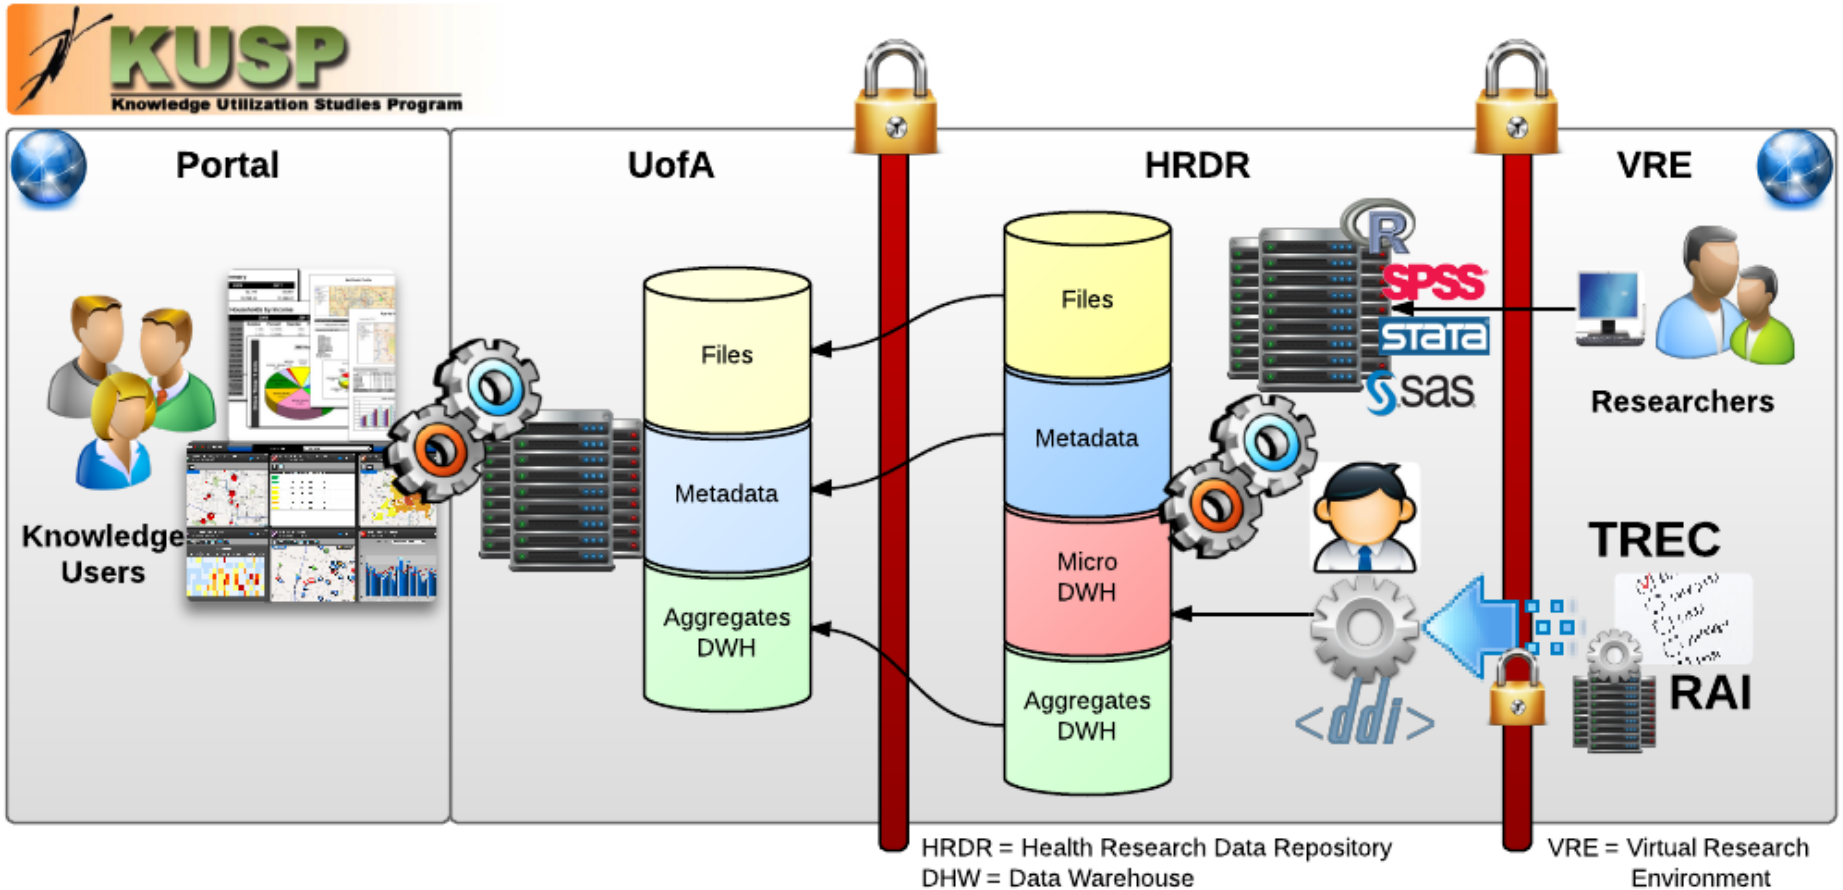 KUSP
Knowledge Utilization Studies Program
Portal
UofA
HRDR
VRE
Knowledge
Users
Files
Metadata
Aggregates
DWH
Files
Metadata
Micro
DWH
Aggregates
DWH
R
SPSS
STATA
sas
<ddi>
Researchers
TREC
RAI
HRDR = Health Research Data Repository
DHW = Data Warehouse
VRE = Virtual Research
Environment